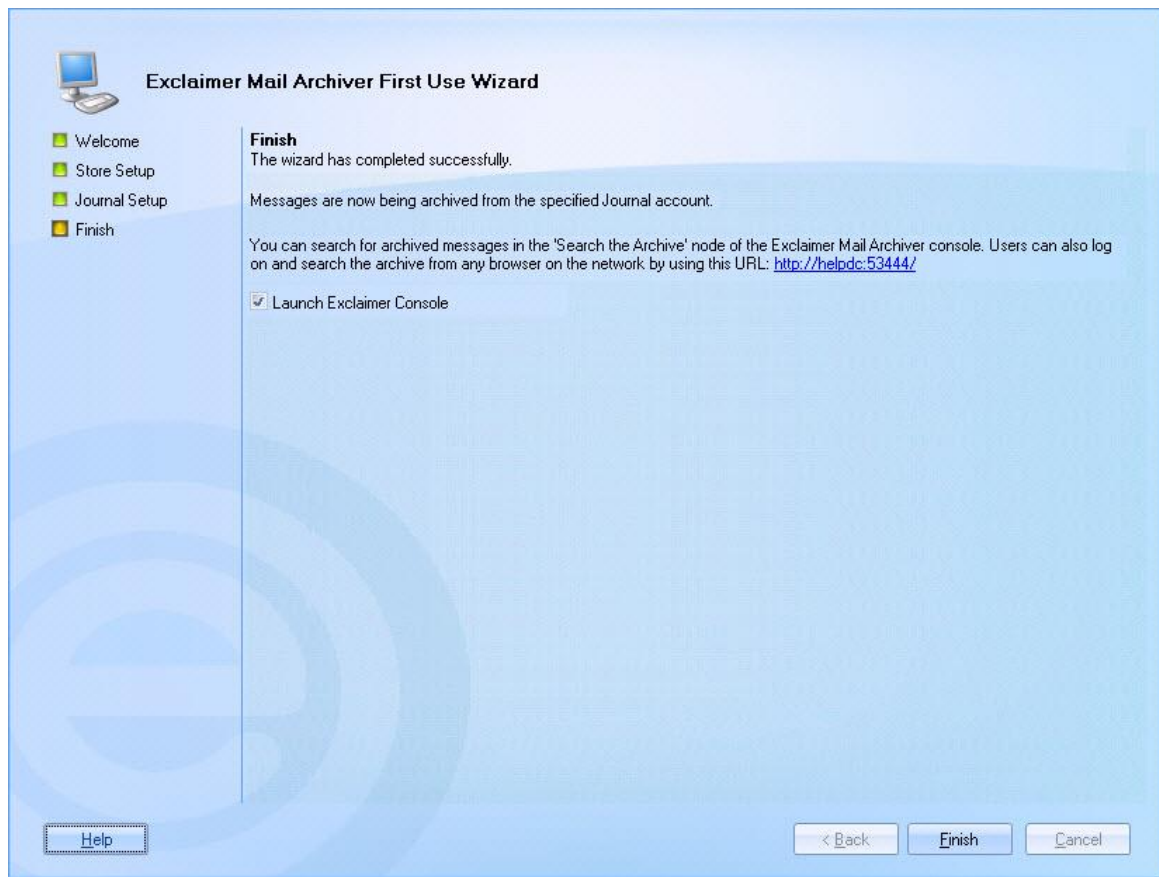 Exclaimer Mail Archiver First Use Wizard
Welcome
Store Setup
Journal Setup
Finish
Finish
The wizard has completed successfully.
Messages are now being archived from the specified Journal account.
You can search for archived messages in the 'Search the Archive' node of the Exclaimer Mail Archiver console. Users can also log
on and search the archive from any browser on the network by using this URL: http://helpdc:53444/
Launch Exclaimer Console
Help
< Back
Finish
Cancel